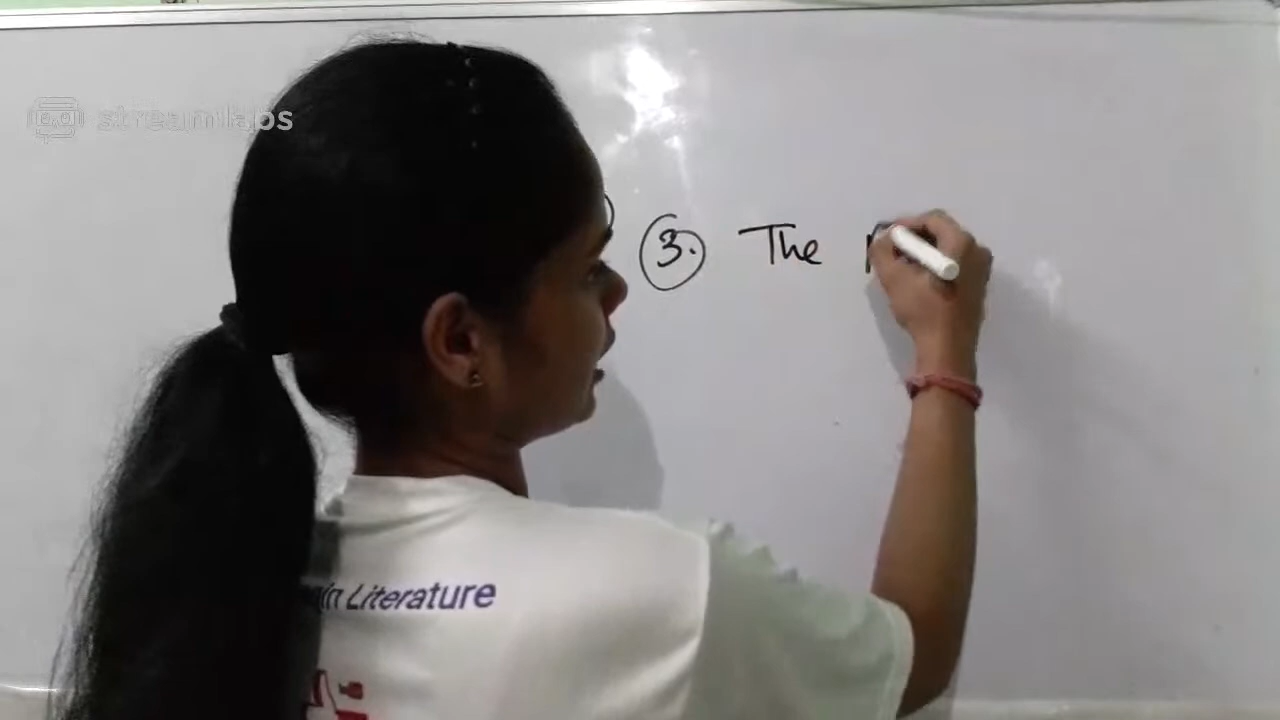 streamlabs
3. The
in Literature